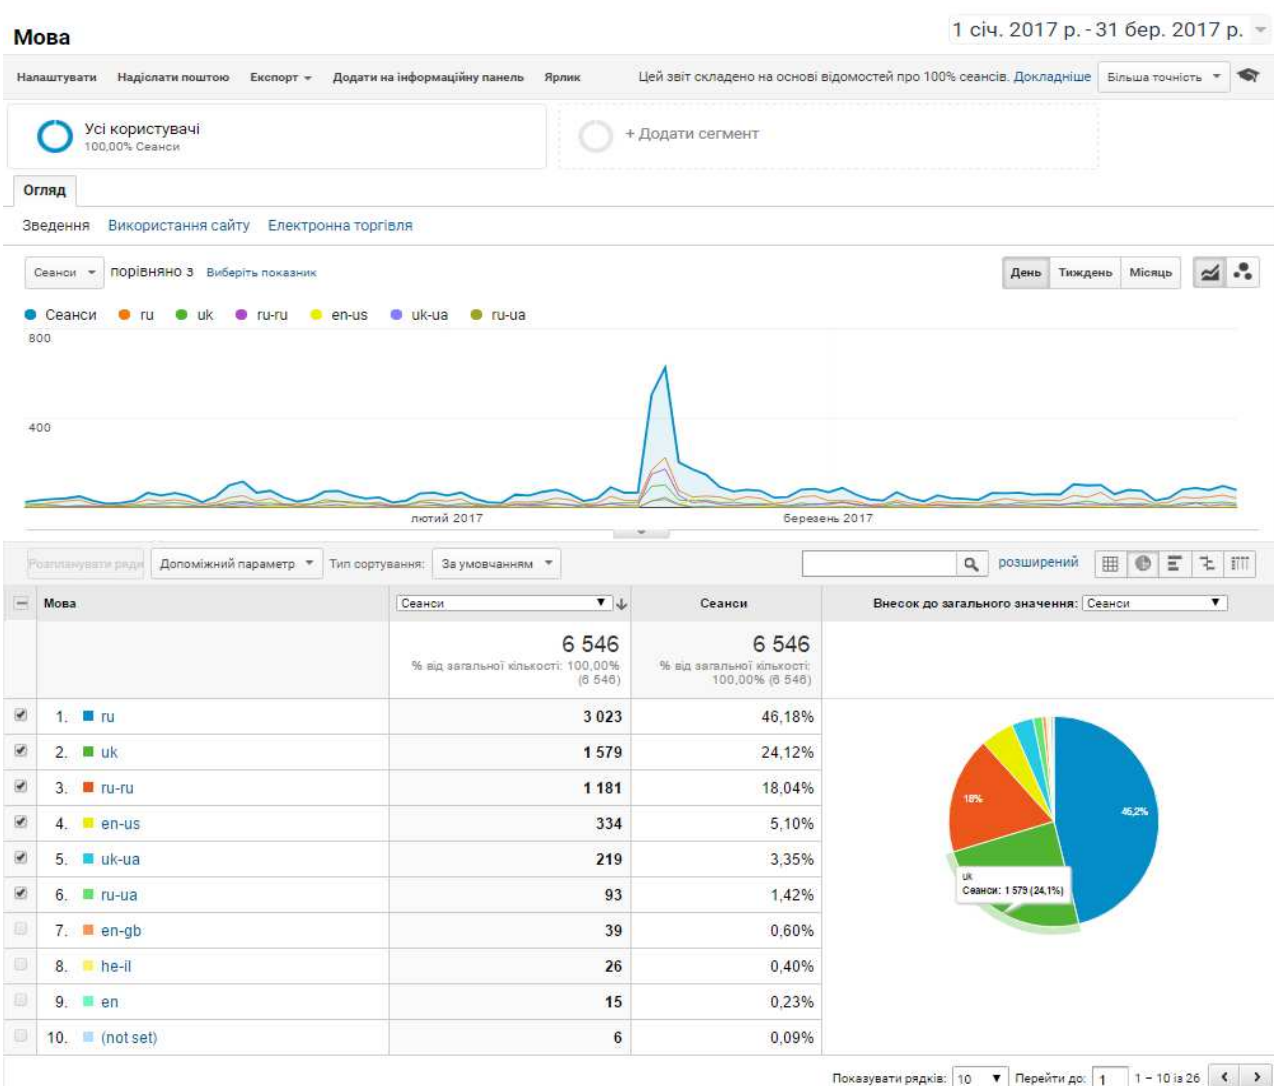 Мова
1 січ. 2017 р. - 31 бер. 2017 р.
Налаштувати Надіслати поштою Експорт Додати на інформаційну панель Ярлик Цей звіт складено на основі відомостей про 100% сеансів. Докладніше Більша точність
Усі користувачі
100,00% Сеанси
+ Додати сегмент
Огляд
Зведення Використання сайту Електронна торгівля
Сеанси порівняно з Виберіть показник День Тиждень Місяць
Сеанси ru uk ru-ru en-us uk-ua ru-ua
800
400
лютий 2017 березень 2017
Розпланувати ряди Допоміжний параметр Тип сортування: За умовчанням розширений
Мова Сеанси Сеанси Внесок до загального значення: Сеанси
6 546 6 546
% від загальної кількості: 100,00% (6 546) % від загальної кількості: 100,00% (6 546)
1. ru 3 023 46,18%
2. uk 1 579 24,12%
3. ru-ru 1 181 18,04%
4. en-us 334 5,10%
5. uk-ua 219 3,35%
6. ru-ua 93 1,42%
7. en-gb 39 0,60%
8. he-il 26 0,40%
9. en 15 0,23%
10. (not set) 6 0,09%
18%
46,2%
uk
Сеанси: 1 579 (24,1%)
Показувати рядків: 10 Перейти до: 1 1 – 10 із 26